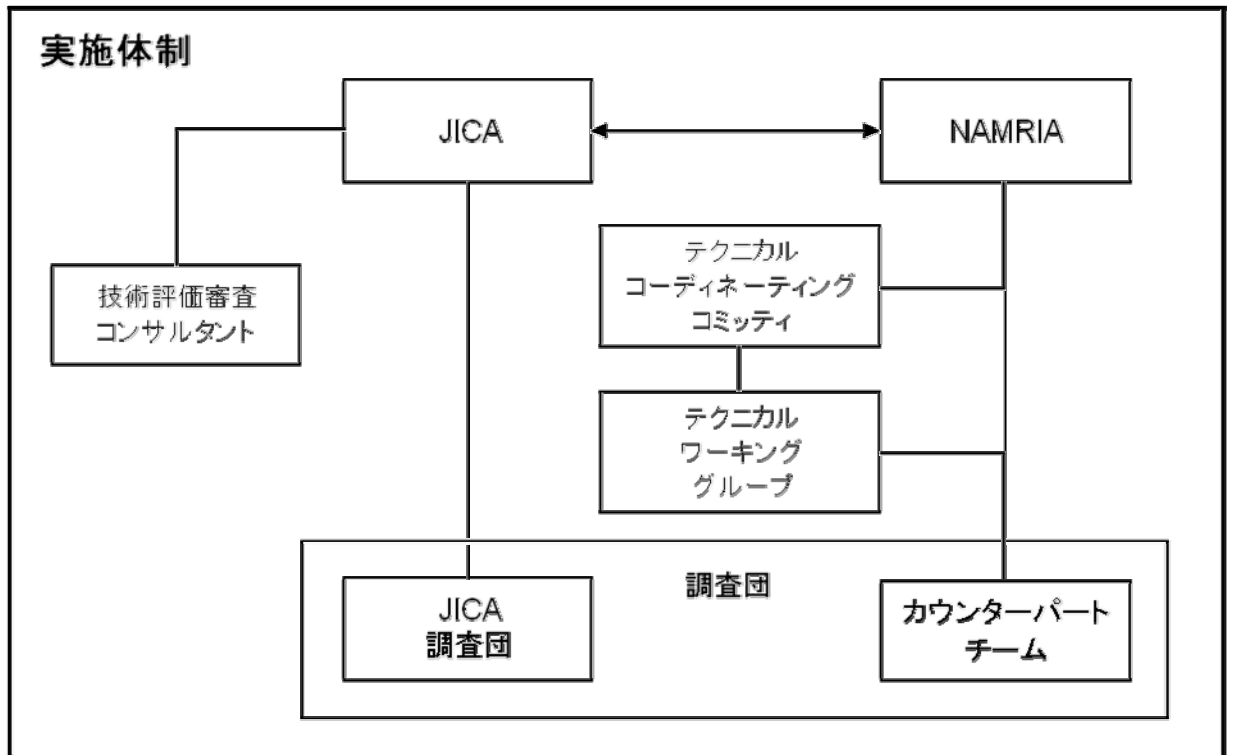 実施体制
JICA
NAMRIA
技術評価審査
コンサルタント
テクニカル
コーディネーティング
コミッティ
テクニカル
ワーキング
グループ
調査団
JICA
調査団
カウンターパート
チーム